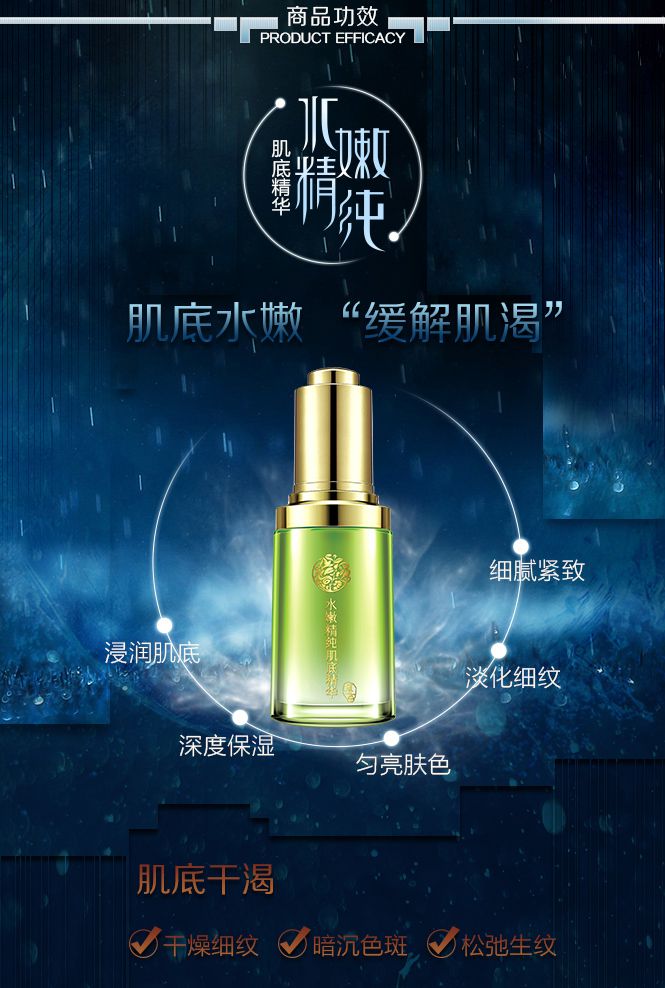 商品功效
PRODUCT EFFICACY
水嫩精纯
肌底精华
肌底水嫩 “缓解肌渴”
水嫩精纯肌底精华
细腻紧致
浸润肌底
淡化细纹
深度保湿
匀亮肤色
肌底干渴
干燥细纹 暗沉色斑 松弛生纹